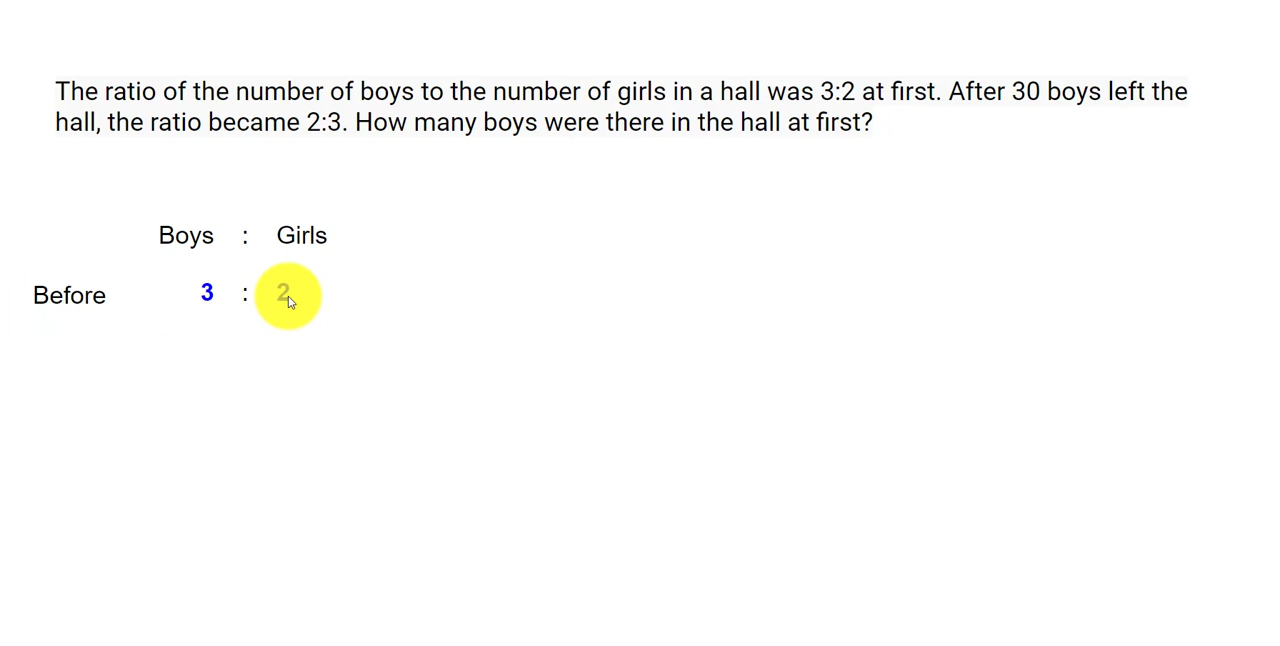 The ratio of the number of boys to the number of girls in a hall was 3:2 at first. After 30 boys left the
hall, the ratio became 2:3. How many boys were there in the hall at first?
Boys : Girls
Before 3 : 2